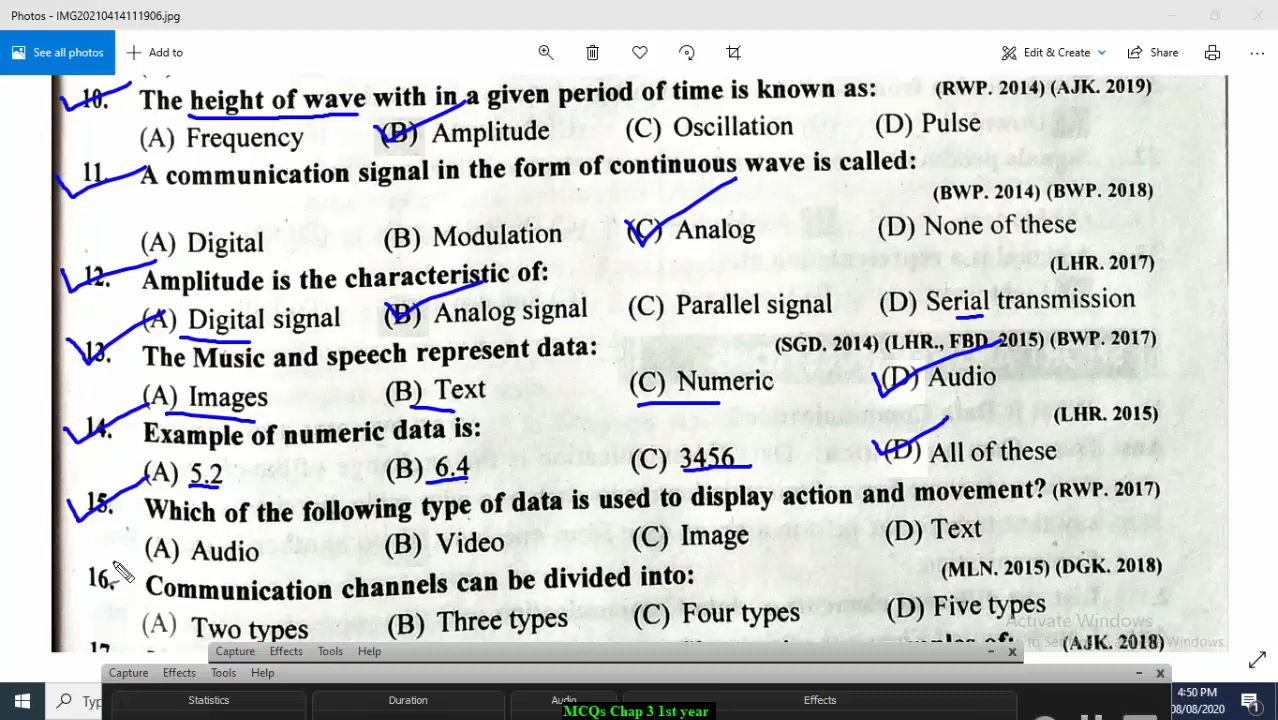 Photos - IMG20210414111906.jpg
See all photos + Add to Edit & Create Share
10. The height of wave with in a given period of time is known as: (RWP. 2014) (AJK. 2019)
(A) Frequency (B) Amplitude (C) Oscillation (D) Pulse
11. A communication signal in the form of continuous wave is called:
(BWP. 2014) (BWP. 2018)
(A) Digital (B) Modulation (C) Analog (D) None of these
12. Amplitude is the characteristic of: (LHR. 2017)
(A) Digital signal (B) Analog signal (C) Parallel signal (D) Serial transmission
13. The Music and speech represent data: (SGD. 2014) (LHR., FBD. 2015) (BWP. 2017)
(A) Images (B) Text (C) Numeric (D) Audio
14. Example of numeric data is: (LHR. 2015)
(A) 5.2 (B) 6.4 (C) 3456 (D) All of these
15. Which of the following type of data is used to display action and movement? (RWP. 2017)
(A) Audio (B) Video (C) Image (D) Text
16. Communication channels can be divided into: (MLN. 2015) (DGK. 2018)
(A) Two types (B) Three types (C) Four types (D) Five types
Activate Windows
17. of: (AJK. 2018)
Windows.
Capture Effects Tools Help
Capture Effects Tools Help
Statistics Duration Audio Effects
MCQs Chap 3 1st year
4:50 PM
08/08/2020